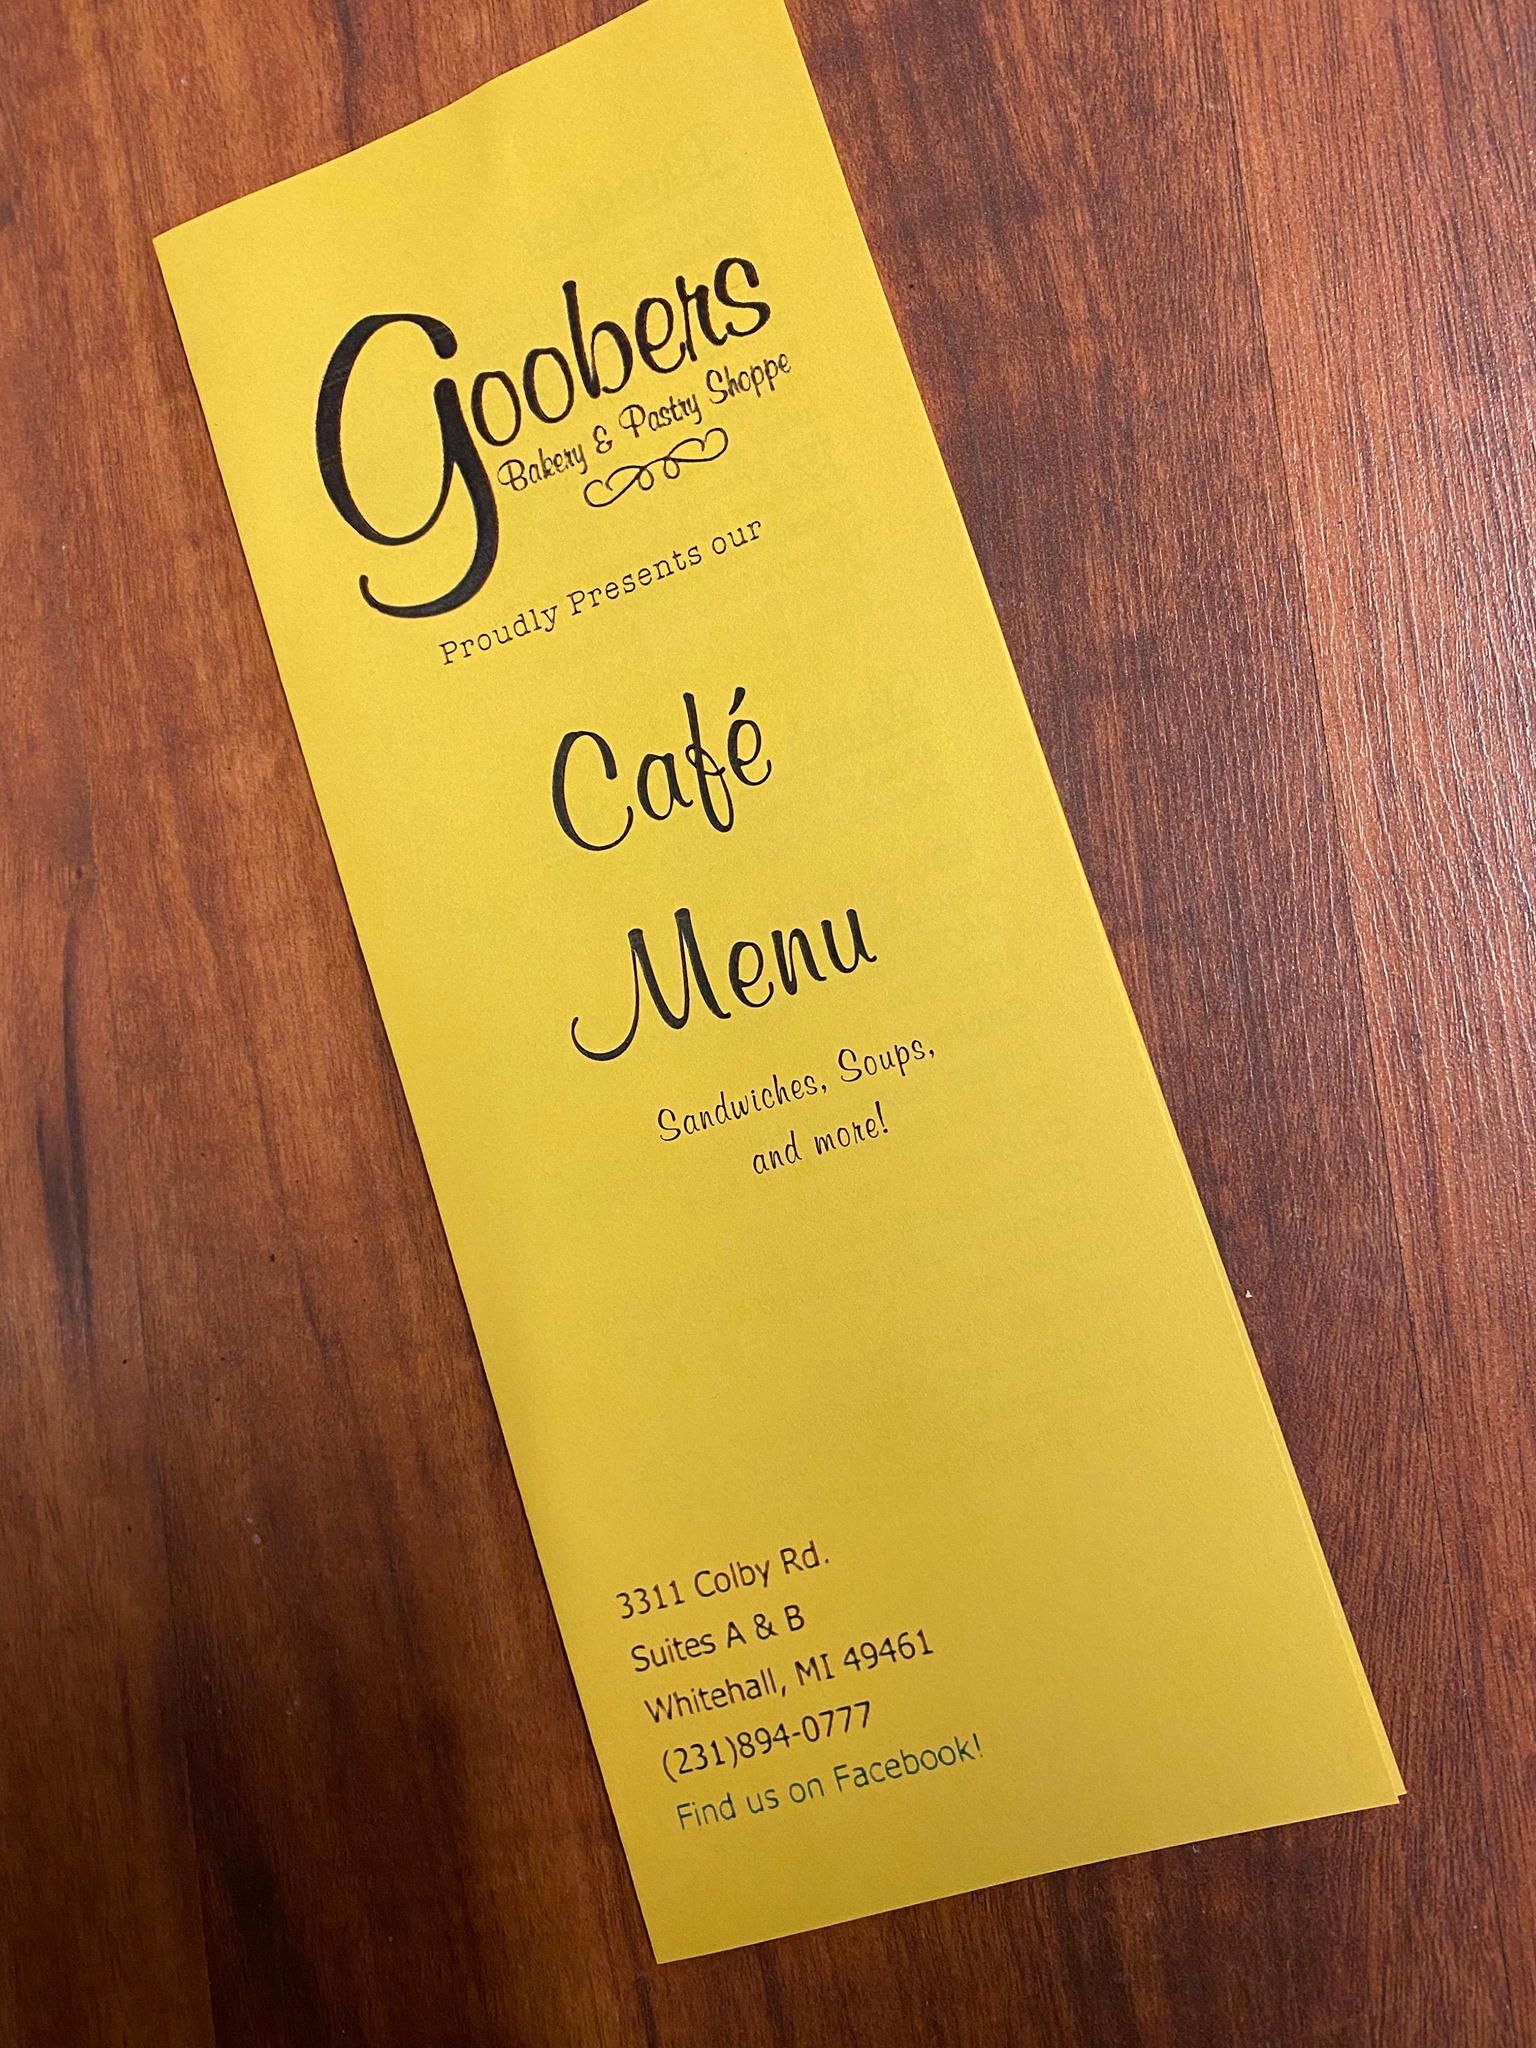 Goobers
Bakery & Pastry Shoppe
Proudly Presents our
Café
Menu
Sandwiches, Soups,
and more!
3311 Colby Rd.
Suites A & B
Whitehall, MI 49461
(231)894-0777
Find us on Facebook!